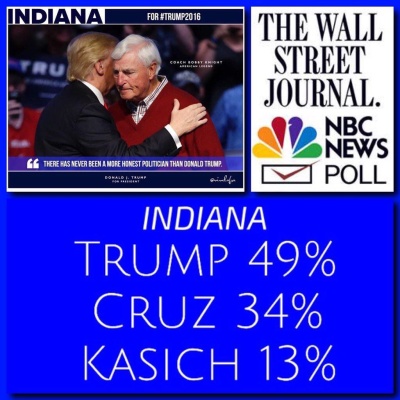 INDIANA
FOR #TRUMP2016
COACH BOBBY KNIGHT
AMERICAN LEGEND
TRUMP
THERE HAS NEVER BEEN A MORE HONEST POLITICIAN THAN DONALD TRUMP.
DONALD J. TRUMP
FOR PRESIDENT
THE WALL
STREET
JOURNAL.
NBC
NEWS
POLL
INDIANA
TRUMP 49%
CRUZ 34%
KASICH 13%